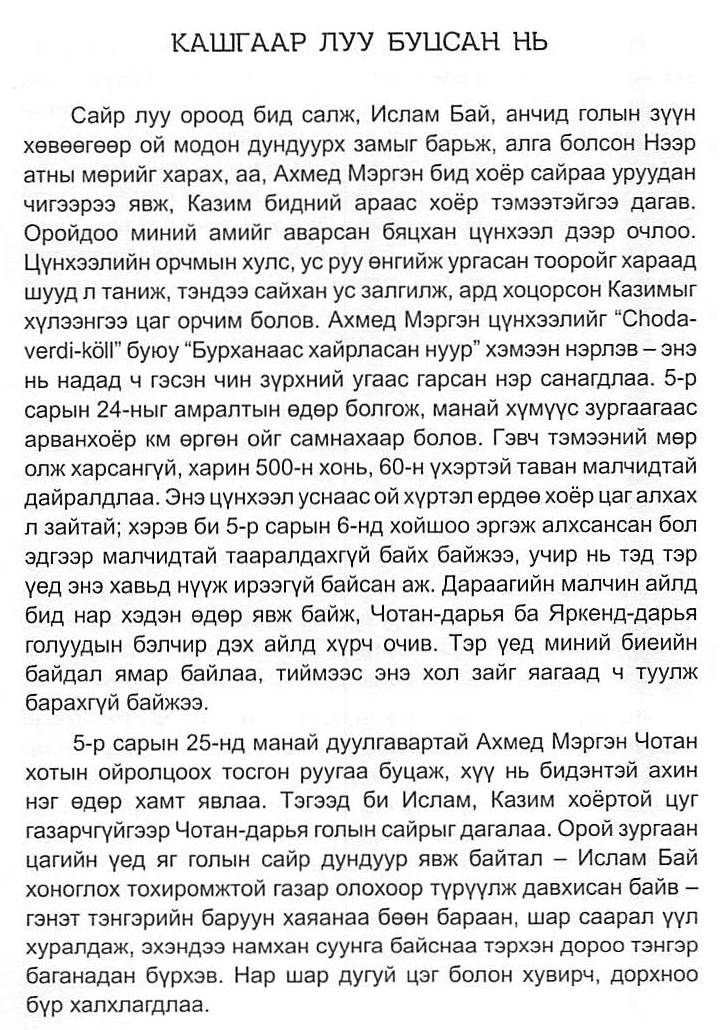 КАШГААР ЛУУ БУЦСАН НЬ
Сайр луу ороод бид салж, Ислам Бай, анчид голын зүүн
хөвөөгөөр ой модон дундуурх замыг барьж, алга болсон Нээр
атны мөрийг харах, аа, Ахмед Мэргэн бид хоёр сайраа уруудан
чигээрээ явж, Казим бидний араас хоёр тэмээтэйгээ дагав.
Оройдоо миний амийг аварсан бяцхан цүнхээл дээр очлоо.
Цүнхээлийн орчмын хулс, ус руу өнгийж ургасан тооройг хараад
шууд л таниж, тэндээ сайхан ус залгилж, ард хоцорсон Казимыг
хүлээнгээ цаг орчим болов. Ахмед Мэргэн цүнхээлийг “Choda-
verdi-köll” буюу “Бурханаас хайрласан нуур” хэмээн нэрлэв – энэ
нь надад ч гэсэн чин зүрхний угаас гарсан нэр санагдлаа. 5-р
сарын 24-ныг амралтын өдөр болгож, манай хүмүүс зургаагаас
арванхоёр км өргөн ойг самнахаар болов. Гэвч тэмээний мөр
олж харсангүй, харин 500-н хонь, 60-н үхэртэй таван малчидтай
дайралдлаа. Энэ цүнхээл уснаас ой хүртэл ердөө хоёр цаг алхах
л зайтай; хэрэв би 5-р сарын 6-нд хойшоо эргэж алхсансан бол
эдгээр малчидтай тааралдахгүй байх байжээ, учир нь тэд тэр
үед энэ хавьд нүүж ирээгүй байсан аж. Дараагийн малчин айлд
бид нар хэдэн өдөр явж байж, Чотан-дарья ба Яркенд-дарья
голуудын бэлчир дэх айлд хүрч очив. Тэр үед миний биеийн
байдал ямар байлаа, тиймээс энэ хол зайг яагаад ч туулж
барахгүй байжээ.
5-р сарын 25-нд манай дуулгавартай Ахмед Мэргэн Чотан
хотын ойролцоох тосгон руугаа буцаж, хүү нь бидэнтэй ахин
нэг өдөр хамт явлаа. Тэгээд би Ислам, Казим хоёртой цуг
газарчгүйгээр Чотан-дарья голын сайрыг дагалаа. Орой зургаан
цагийн үед яг голын сайр дундуур явж байтал – Ислам Бай
хоноглох тохиромжтой газар олохоор түрүүлж давхисан байв –
гэнэт тэнгэрийн баруун хаяанаа бөөн бараан, шар саарал үүл
хуралдаж, эхэндээ намхан суунга байснаа тэрхэн дороо тэнгэр
баганадан бүрхэв. Нар шар дугуй цэг болон хувирч, дорхноо
бүр халхлагдлаа.